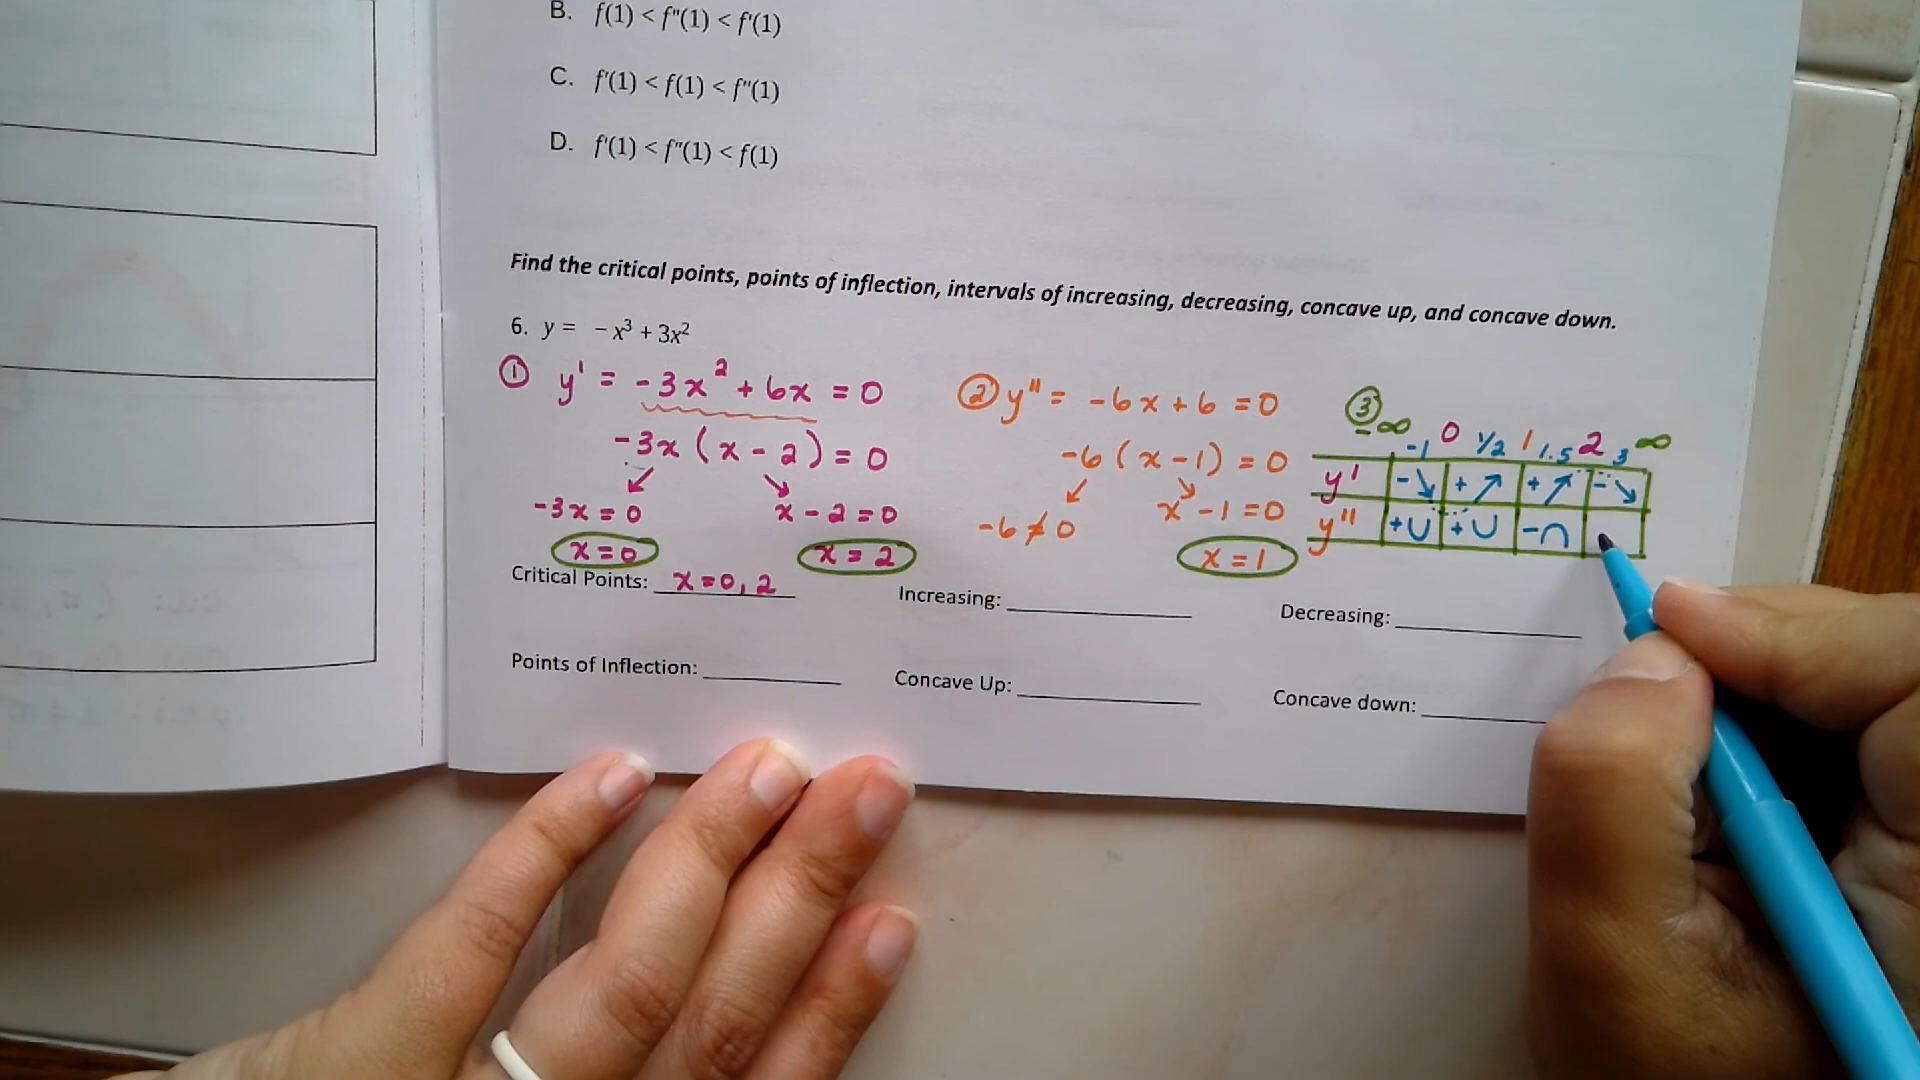 B. f(1) < f"(1) < f'(1)
C. f'(1) < f(1) < f"(1)
D. f'(1) < f"(1) < f(1)
Find the critical points, points of inflection, intervals of increasing, decreasing, concave up, and concave down.
6. y = − x³ + 3x²
① y' = -3x² + 6x = 0
-3x (x - 2) = 0
-3x = 0 x - 2 = 0
x = 0 x = 2
② y" = -6x + 6 = 0
-6 (x - 1) = 0
-6 ≠ 0 x - 1 = 0
x = 1
③
-∞ -1 0 1/2 1 1.5 2 3 ∞
y' - ↘ + ↗ + ↗ - ↘
y" + ∪ + ∪ - ∩
Critical Points: x = 0, 2 Increasing: Decreasing:
Points of Inflection: Concave Up: Concave down: